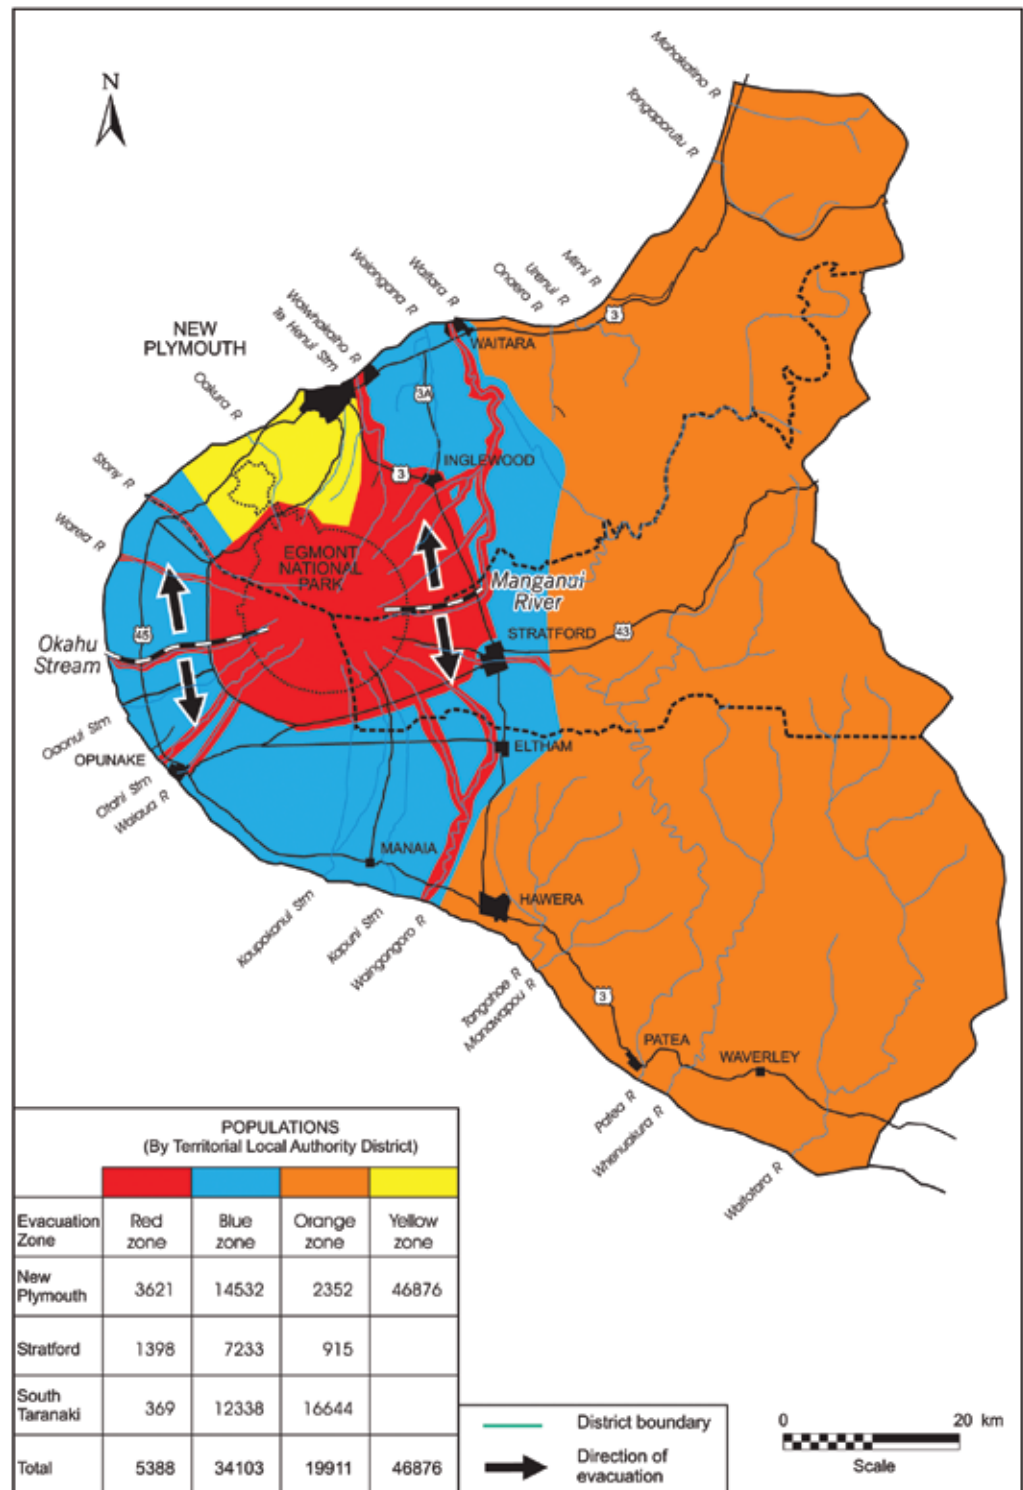 N
Mohakatino R
Tongaporutu R
Mimi R
Urenui R
Onaero R
Waitara R
Waiongana R
Waiwhakaiho R
Te Henui Stm
NEW
PLYMOUTH
WAITARA
3
3A
Oakura R
Stony R
Warea R
3
INGLEWOOD
EGMONT
NATIONAL
PARK
Manganui
River
45
Okahu
Stream
STRATFORD
43
Oaonui Stm
OPUNAKE
Otahi Stm
Waiaua R
ELTHAM
MANAIA
HAWERA
Kaupokonui Stm
Kapuni Stm
Waingongoro R
Tangahoe R
Manawapou R
3
PATEA
WAVERLEY
Patea R
Whenuakura R
Waitotara R
POPULATIONS
(By Territorial Local Authority District)
Evacuation Zone Red zone Blue zone Orange zone Yellow zone
New Plymouth 3621 14532 2352 46876
Stratford 1398 7233 915
South Taranaki 369 12338 16644
Total 5388 34103 19911 46876
District boundary
Direction of
evacuation
0 20 km
Scale